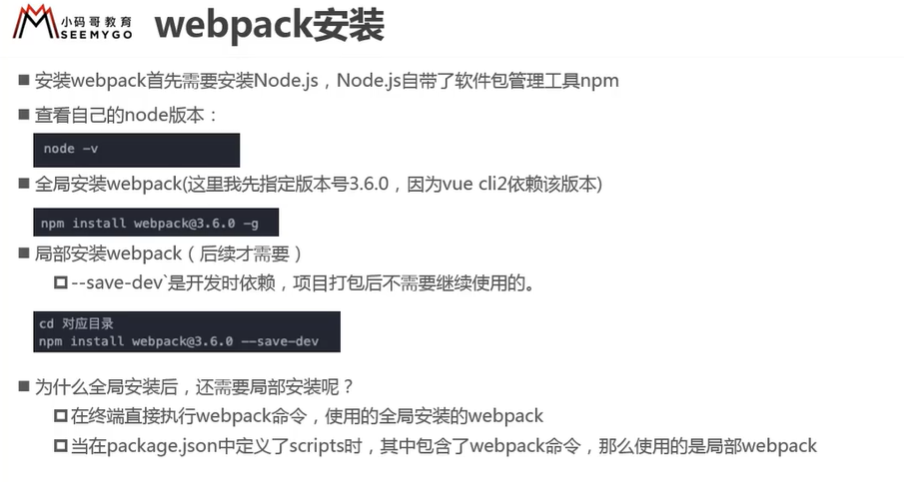 小码哥教育
SEEMYGO
webpack安装
安装webpack首先需要安装Node.js，Node.js自带了软件包管理工具npm
查看自己的node版本：
node -v
全局安装webpack(这里我先指定版本号3.6.0，因为vue cli2依赖该版本)
npm install webpack@3.6.0 -g
局部安装webpack（后续才需要）
--save-dev`是开发时依赖，项目打包后不需要继续使用的。
cd 对应目录
npm install webpack@3.6.0 --save-dev
为什么全局安装后，还需要局部安装呢？
在终端直接执行webpack命令，使用的全局安装的webpack
当在package.json中定义了scripts时，其中包含了webpack命令，那么使用的是局部webpack